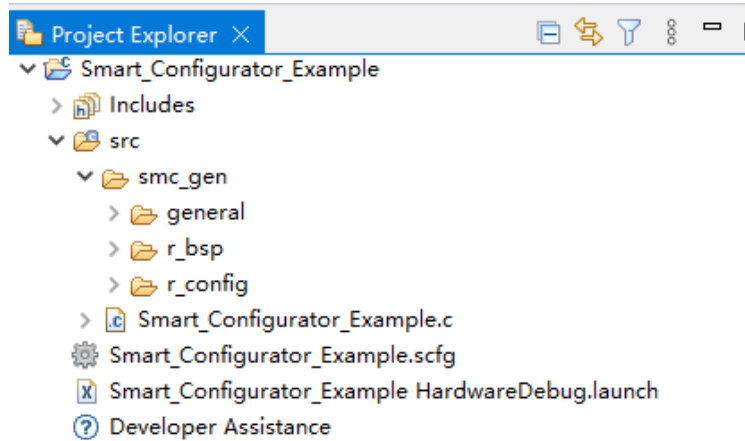 Project Explorer
Smart_Configurator_Example
Includes
src
smc_gen
general
r_bsp
r_config
Smart_Configurator_Example.c
Smart_Configurator_Example.scfg
Smart_Configurator_Example HardwareDebug.launch
Developer Assistance